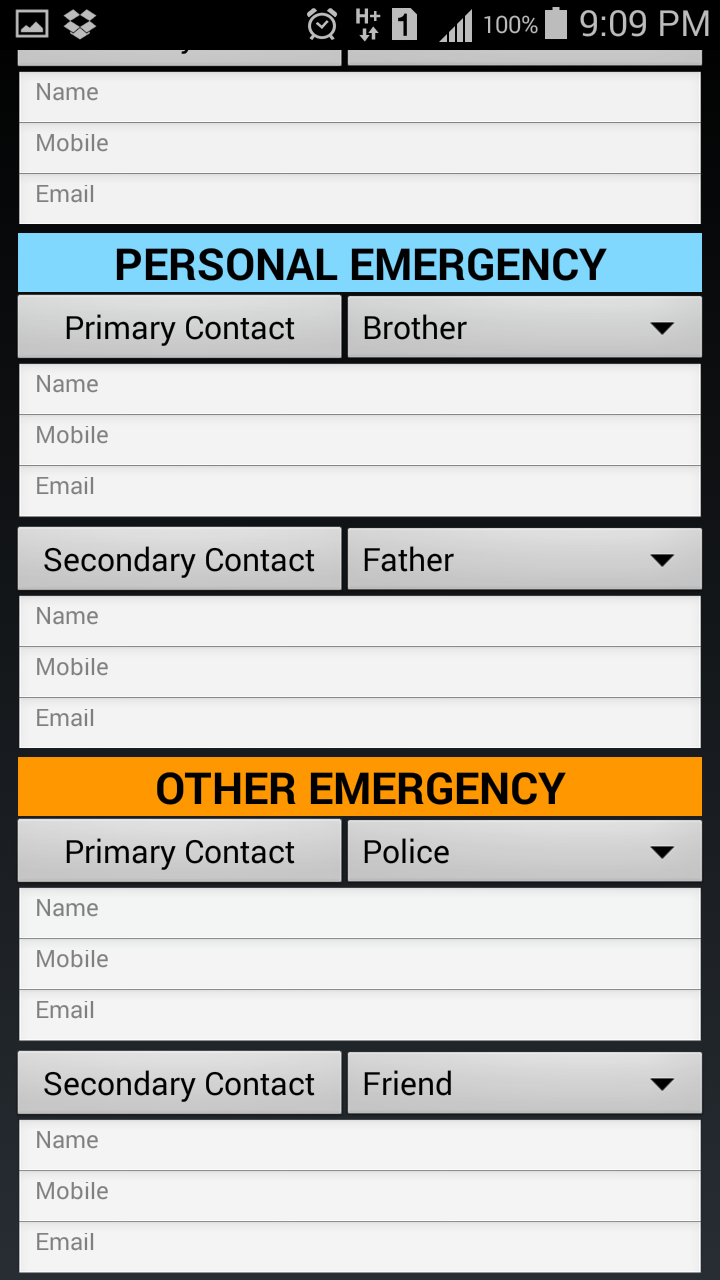 H+ 1 100% 9:09 PM
Name
Mobile
Email
PERSONAL EMERGENCY
Primary Contact Brother
Name
Mobile
Email
Secondary Contact Father
Name
Mobile
Email
OTHER EMERGENCY
Primary Contact Police
Name
Mobile
Email
Secondary Contact Friend
Name
Mobile
Email